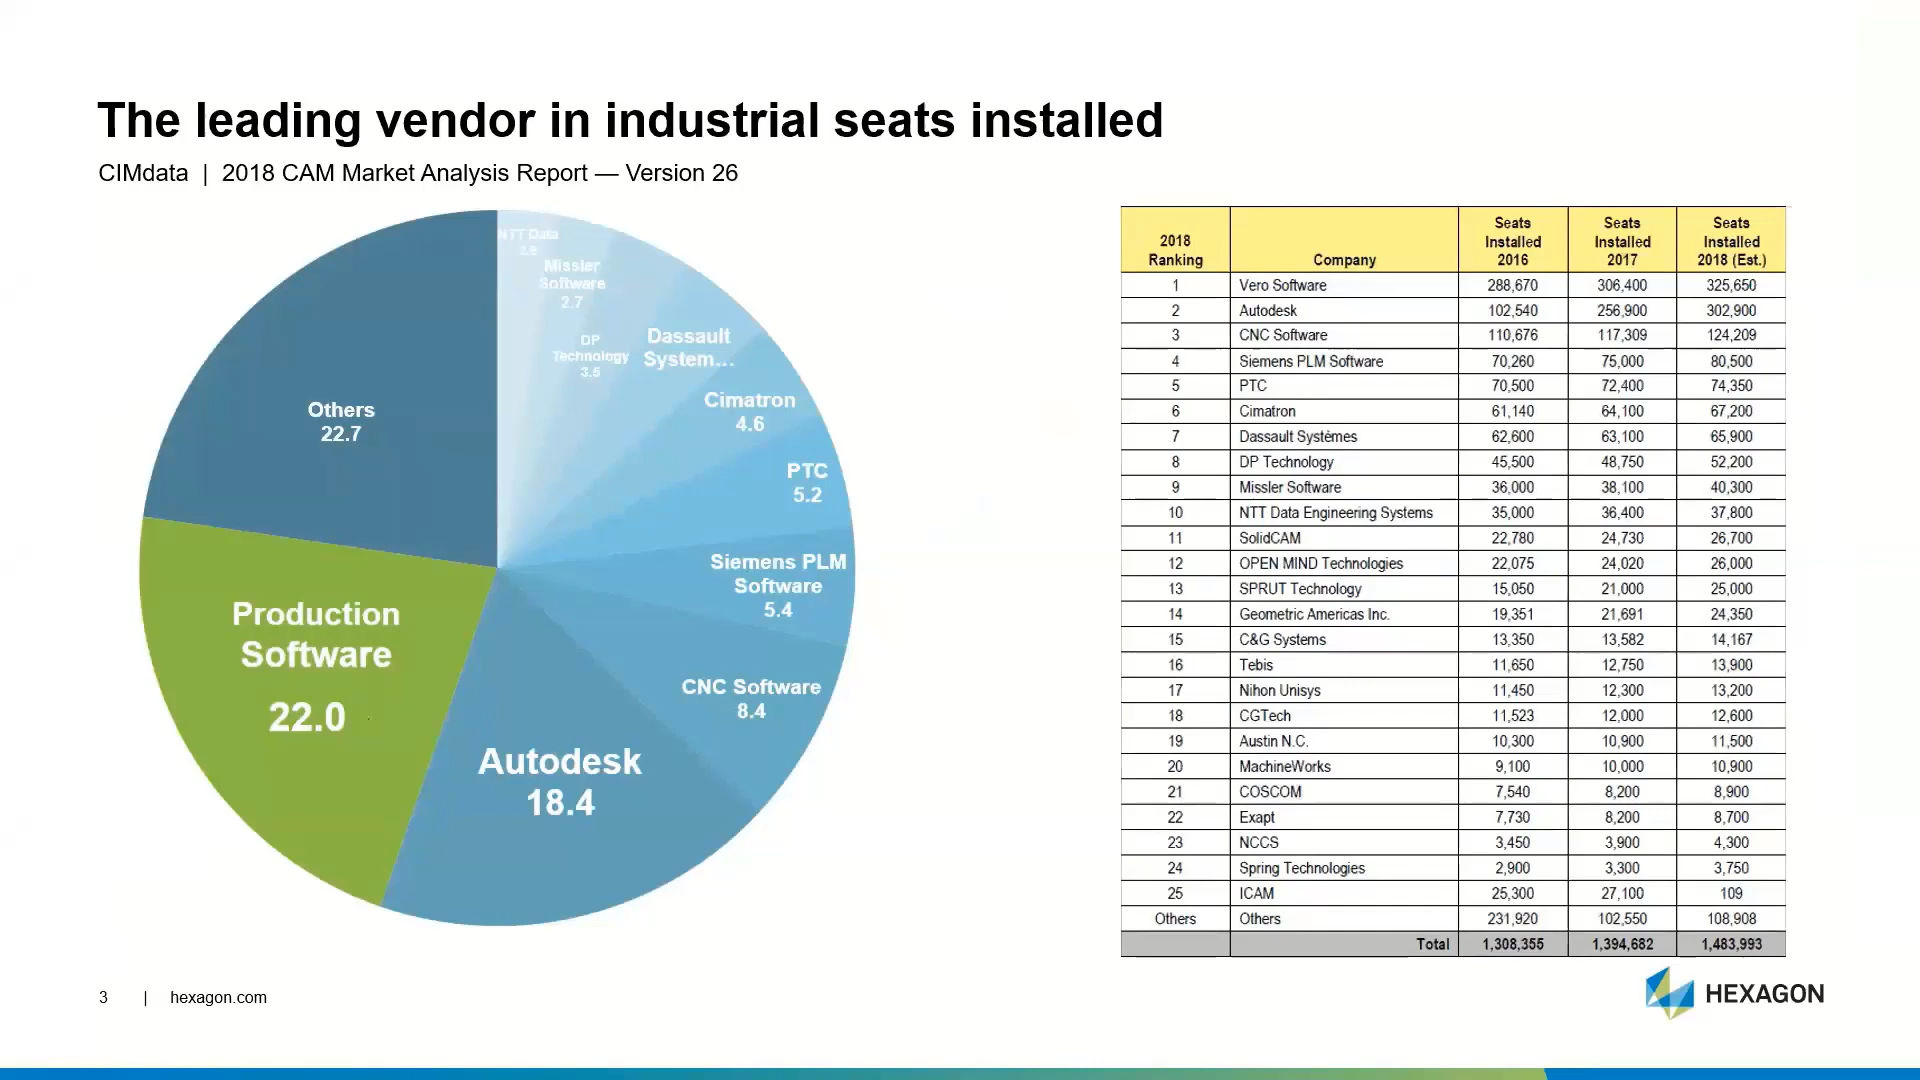 The leading vendor in industrial seats installed
CIMdata | 2018 CAM Market Analysis Report — Version 26
NTT Data
Missler
Software
2.7
DP
Technology
3.5
Dassault
System...
Cimatron
4.6
PTC
5.2
Siemens PLM
Software
5.4
CNC Software
8.4
Autodesk
18.4
Production
Software
22.0
Others
22.7
2018 Ranking Company Seats Installed 2016 Seats Installed 2017 Seats Installed 2018 (Est.)
1 Vero Software 288,670 306,400 325,650
2 Autodesk 102,540 256,900 302,900
3 CNC Software 110,676 117,309 124,209
4 Siemens PLM Software 70,260 75,000 80,500
5 PTC 70,500 72,400 74,350
6 Cimatron 61,140 64,100 67,200
7 Dassault Systèmes 62,600 63,100 65,900
8 DP Technology 45,500 48,750 52,200
9 Missler Software 36,000 38,100 40,300
10 NTT Data Engineering Systems 35,000 36,400 37,800
11 SolidCAM 22,780 24,730 26,700
12 OPEN MIND Technologies 22,075 24,020 26,000
13 SPRUT Technology 15,050 21,000 25,000
14 Geometric Americas Inc. 19,351 21,691 24,350
15 C&G Systems 13,350 13,582 14,167
16 Tebis 11,650 12,750 13,900
17 Nihon Unisys 11,450 12,300 13,200
18 CGTech 11,523 12,000 12,600
19 Austin N.C. 10,300 10,900 11,500
20 MachineWorks 9,100 10,000 10,900
21 COSCOM 7,540 8,200 8,900
22 Exapt 7,730 8,200 8,700
23 NCCS 3,450 3,900 4,300
24 Spring Technologies 2,900 3,300 3,750
25 ICAM 25,300 27,100 109
Others Others 231,920 102,550 108,908
Total 1,308,355 1,394,682 1,483,993
3 | hexagon.com
HEXAGON